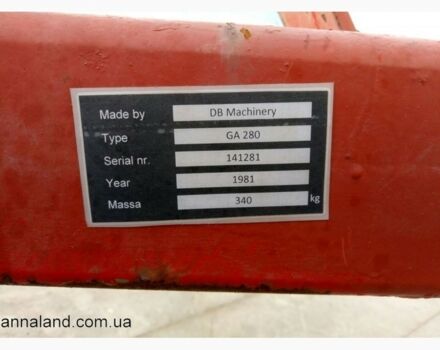 Made by DB Machinery
Type GA 280
Serial nr. 141281
Year 1981
Massa 340 kg
annaland.com.ua